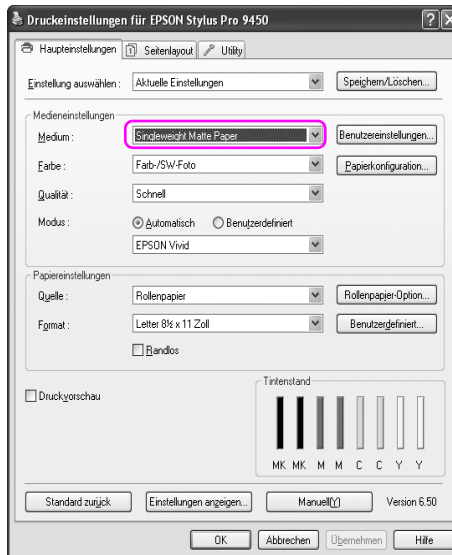 Druckeinstellungen für EPSON Stylus Pro 9450
Haupteinstellungen Seitenlayout Utility
Einstellung auswählen : Aktuelle Einstellungen Speichern/Löschen...
Medieneinstellungen
Medium : Singleweight Matte Paper Benutzereinstellungen...
Farbe : Farb-/SW-Foto Papierkonfiguration...
Qualität : Schnell
Modus : Automatisch Benutzerdefiniert
EPSON Vivid
Papiereinstellungen
Quelle : Rollenpapier Rollenpapier-Option...
Format : Letter 8½ x 11 Zoll Benutzerdefiniert...
Randlos
Druckvorschau
Tintenstand
MK MK M M C C Y Y
Standard zurück Einstellungen anzeigen... Manuell(Y) Version 6.50
OK Abbrechen Übernehmen Hilfe